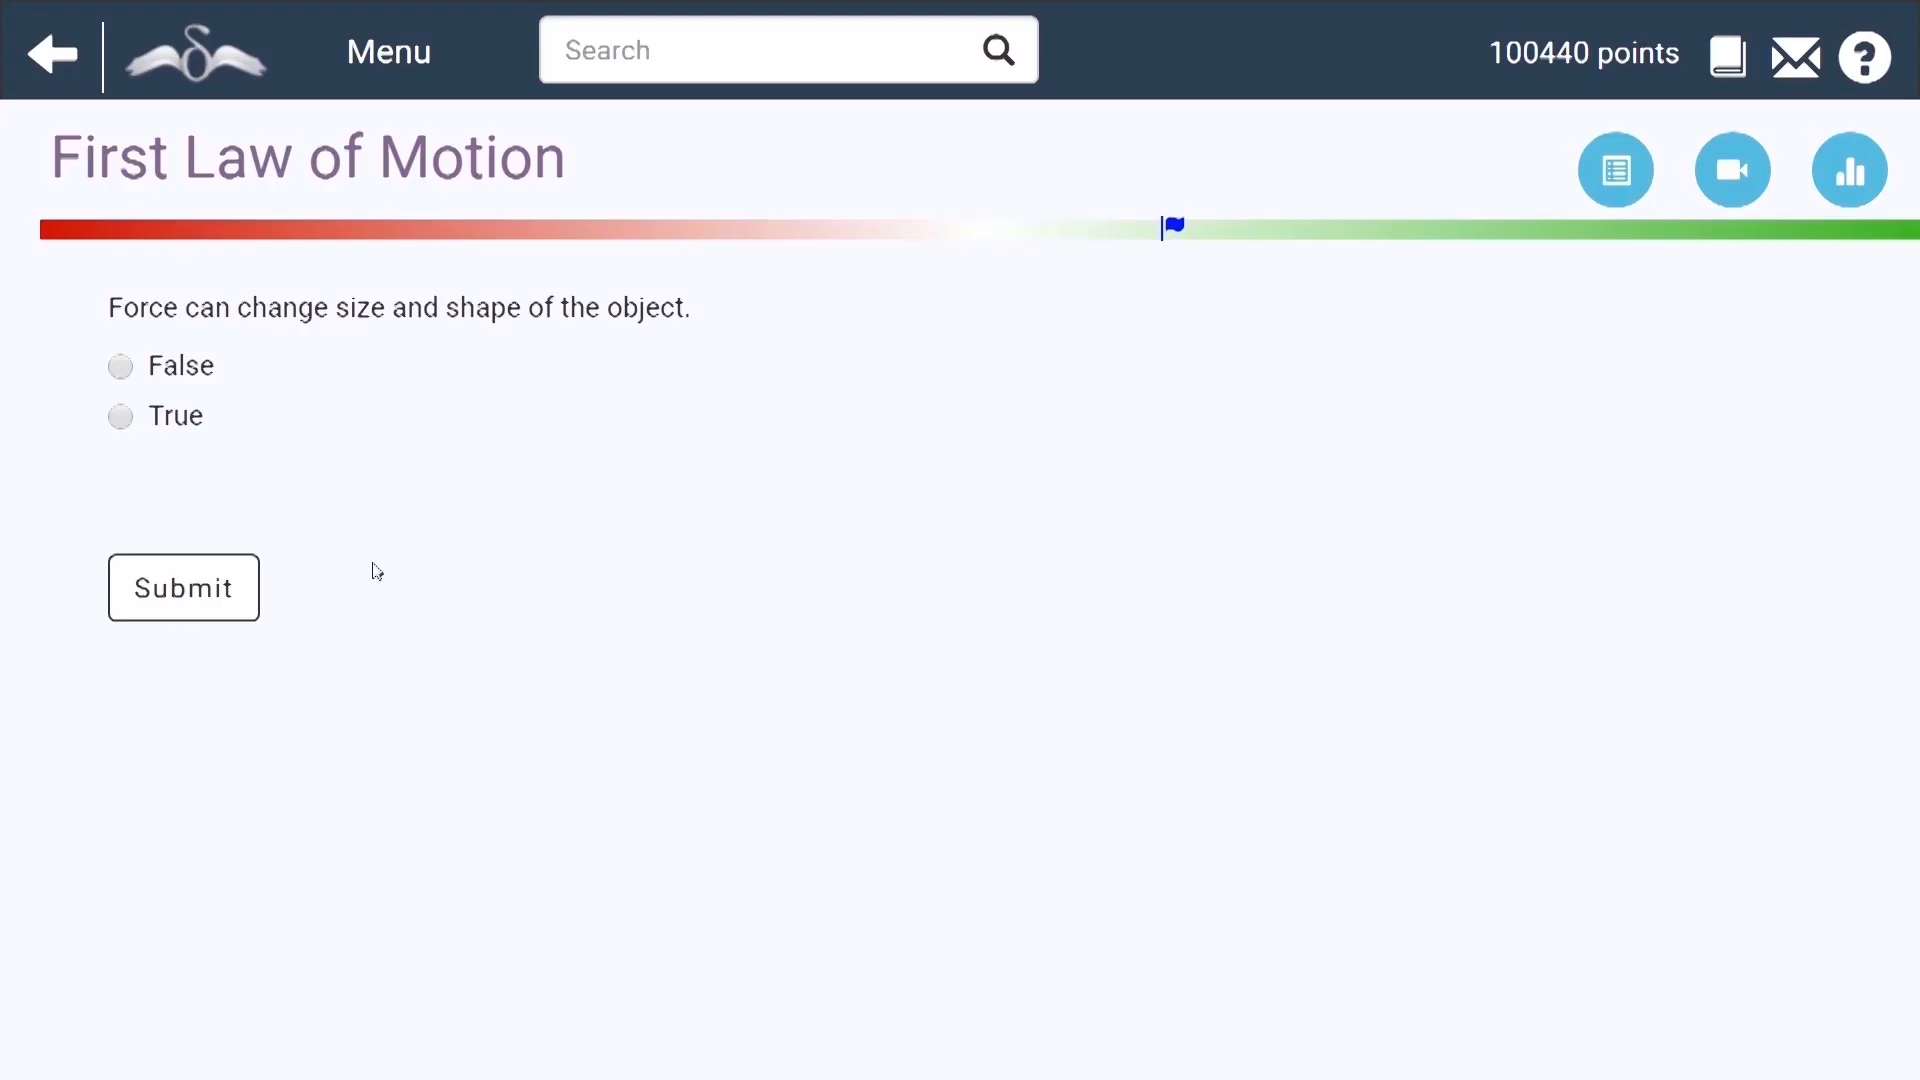 Menu
Search
100440 points
First Law of Motion
Force can change size and shape of the object.
False
True
Submit